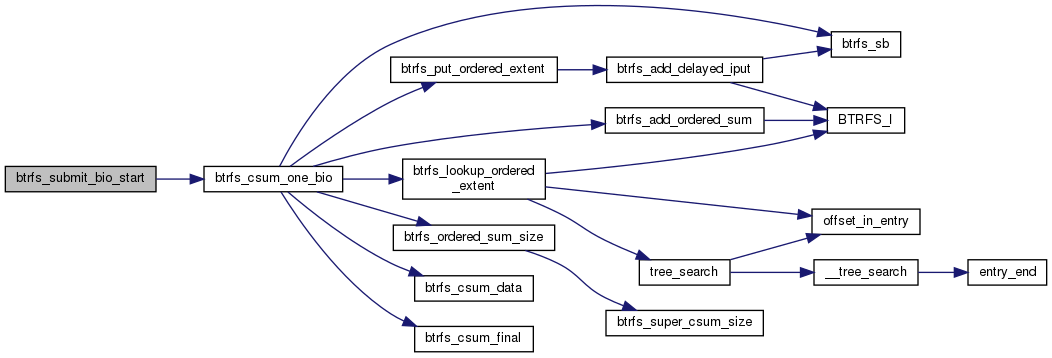 btrfs_submit_bio_start
btrfs_csum_one_bio
btrfs_put_ordered_extent
btrfs_lookup_ordered
_extent
btrfs_ordered_sum_size
btrfs_csum_data
btrfs_csum_final
btrfs_add_delayed_iput
btrfs_add_ordered_sum
tree_search
btrfs_super_csum_size
btrfs_sb
BTRFS_I
offset_in_entry
__tree_search
entry_end